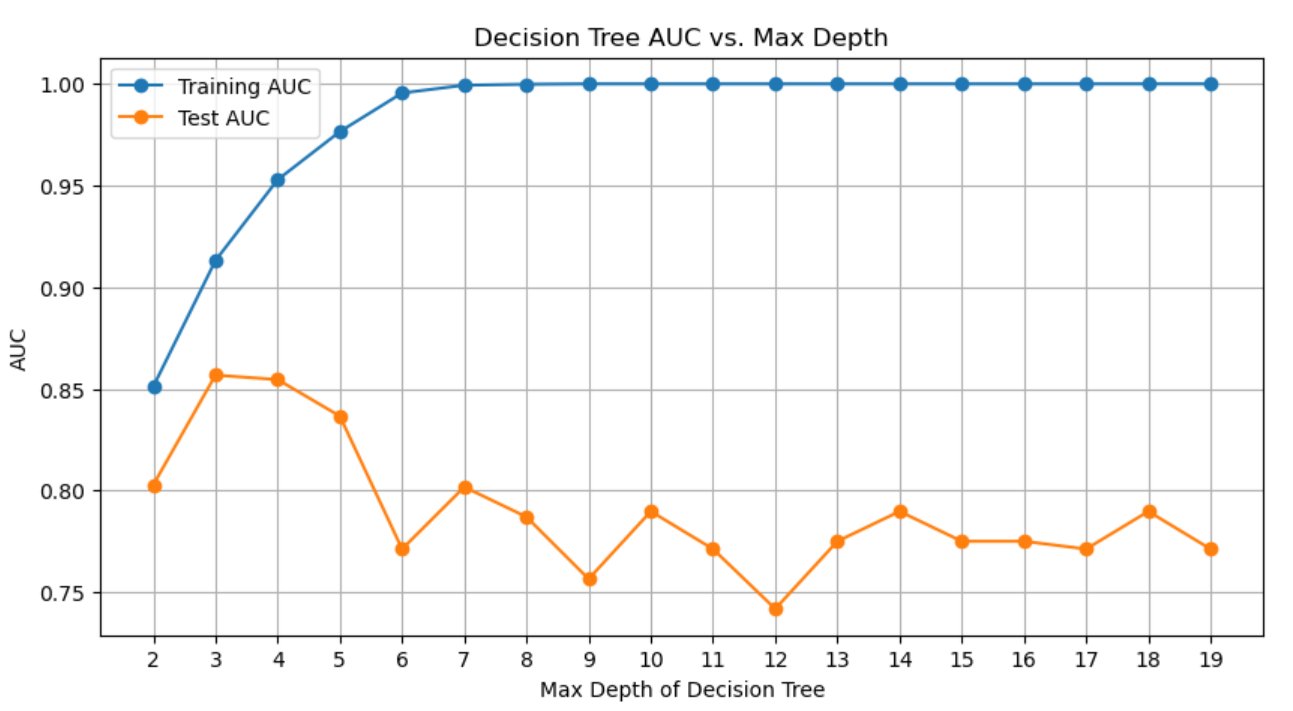 Decision Tree AUC vs. Max Depth
Training AUC
Test AUC
1.00
0.95
0.90
0.85
0.80
0.75
AUC
2 3 4 5 6 7 8 9 10 11 12 13 14 15 16 17 18 19
Max Depth of Decision Tree